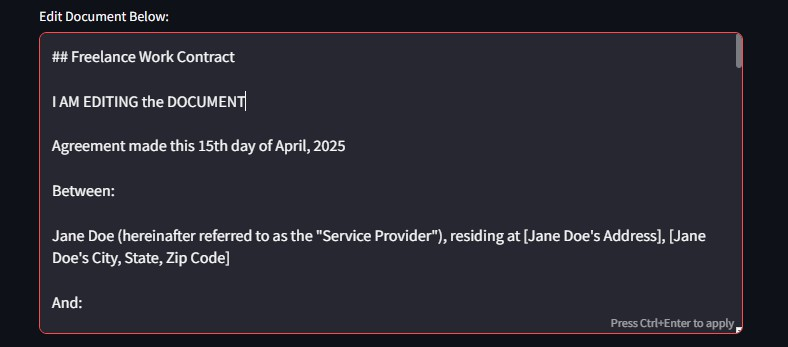 Edit Document Below:
## Freelance Work Contract
I AM EDITING the DOCUMENT
Agreement made this 15th day of April, 2025
Between:
Jane Doe (hereinafter referred to as the "Service Provider"), residing at [Jane Doe's Address], [Jane
Doe's City, State, Zip Code]
And:
Press Ctrl+Enter to apply